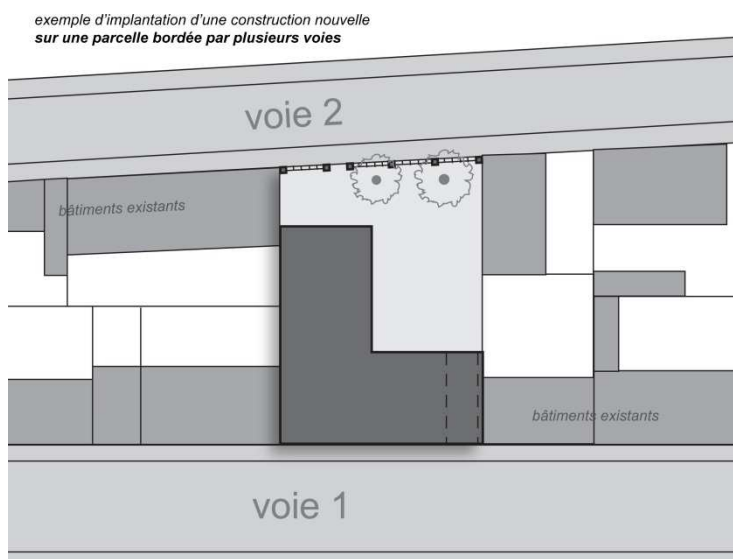 exemple d'implantation d'une construction nouvelle
sur une parcelle bordée par plusieurs voies
voie 2
bâtiments existants
bâtiments existants
voie 1